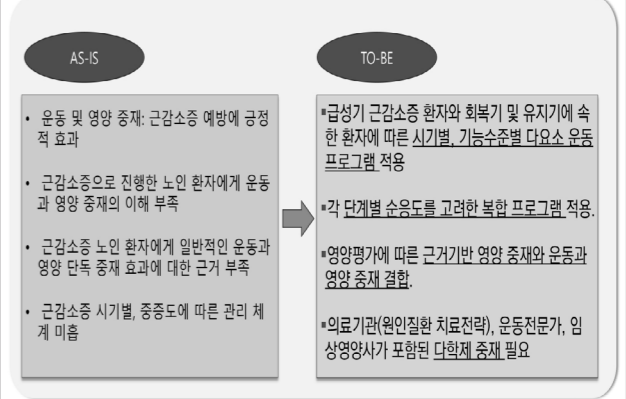 AS-IS
TO-BE
• 운동 및 영양 중재: 근감소증 예방에 긍정
적 효과
• 근감소증으로 진행한 노인 환자에게 운동
과 영양 중재의 이해 부족
• 근감소증 노인 환자에게 일반적인 운동과
영양 단독 중재 효과에 대한 근거 부족
• 근감소증 시기별, 중증도에 따른 관리 체
계 미흡
▪급성기 근감소증 환자와 회복기 및 유지기에 속
한 환자에 따른 시기별, 기능수준별 다요소 운동
프로그램 적용
▪각 단계별 순응도를 고려한 복합 프로그램 적용.
▪영양평가에 따른 근거기반 영양 중재와 운동과
영양 중재 결합.
▪의료기관(원인질환 치료전략), 운동전문가, 임
상영양사가 포함된 다학제 중재 필요